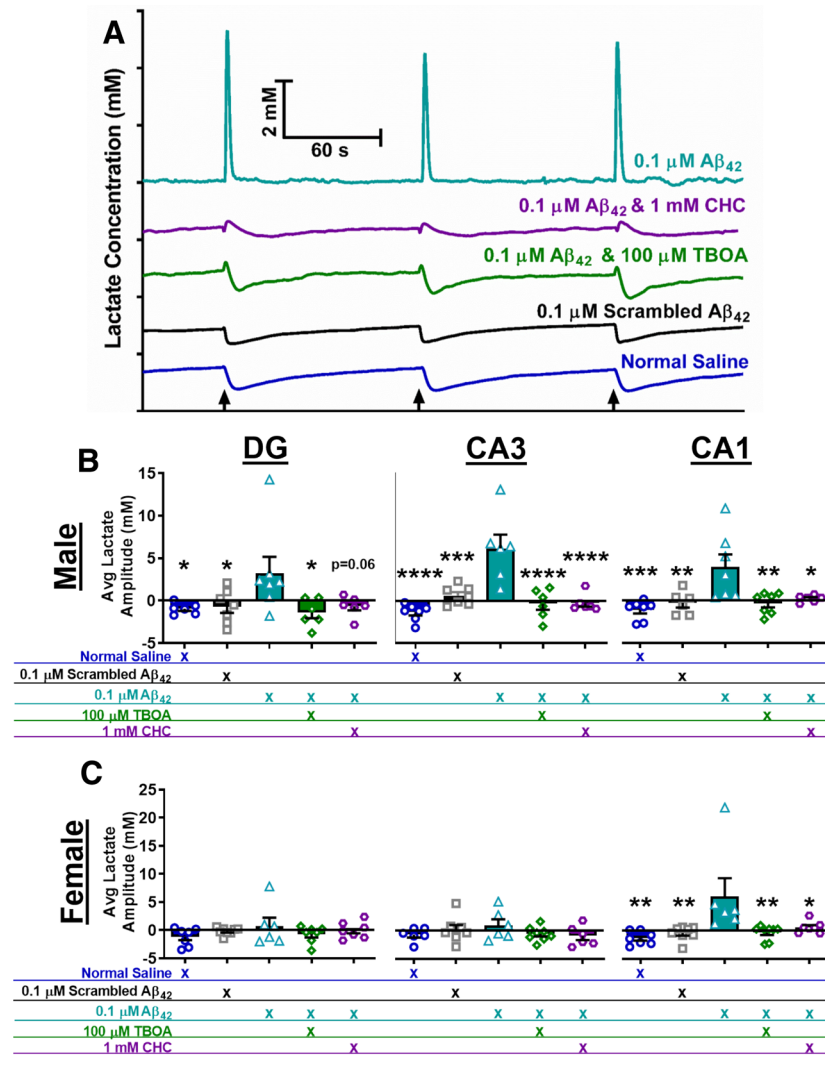 A
Lactate Concentration (mM)
2 mM
60 s
0.1 μM Aβ42
0.1 μM Aβ42 & 1 mM CHC
0.1 μM Aβ42 & 100 μM TBOA
0.1 μM Scrambled Aβ42
Normal Saline
B
DG CA3 CA1
Male
Avg Lactate
Amplitude (mM)
15
10
5
0
-5
* * * p=0.06
**** *** **** ****
*** ** ** *
Normal Saline x x x
0.1 μM Scrambled Aβ42 x x x
0.1 μM Aβ42 x x x x x x x x x
100 μM TBOA x x x
1 mM CHC x x x
C
Female
Avg Lactate
Amplitude (mM)
25
20
15
10
5
0
-5
** ** ** *
Normal Saline x x x
0.1 μM Scrambled Aβ42 x x x
0.1 μM Aβ42 x x x x x x x x x
100 μM TBOA x x x
1 mM CHC x x x